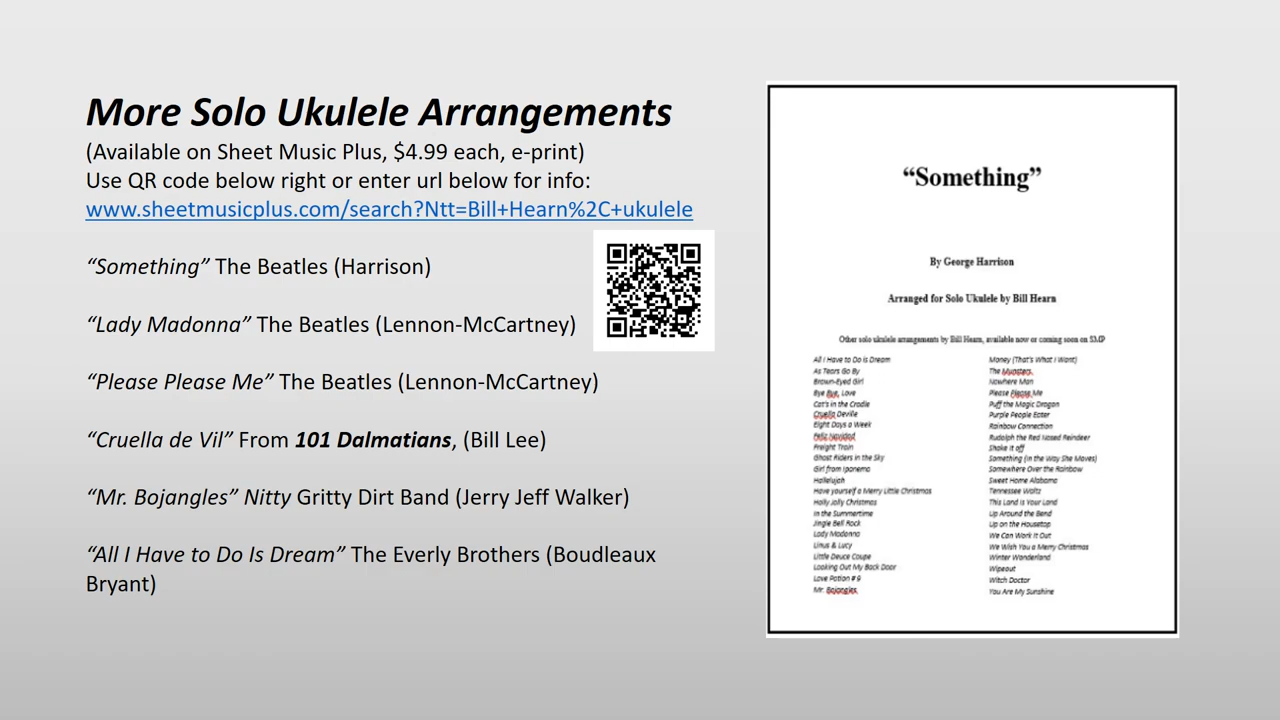 More Solo Ukulele Arrangements
(Available on Sheet Music Plus, $4.99 each, e-print)
Use QR code below right or enter url below for info:
www.sheetmusicplus.com/search?Ntt=Bill+Hearn%2C+ukulele
“Something” The Beatles (Harrison)
“Lady Madonna” The Beatles (Lennon-McCartney)
“Please Please Me” The Beatles (Lennon-McCartney)
“Cruella de Vil” From 101 Dalmatians, (Bill Lee)
“Mr. Bojangles” Nitty Gritty Dirt Band (Jerry Jeff Walker)
“All I Have to Do Is Dream” The Everly Brothers (Boudleaux
Bryant)
“Something”
By George Harrison
Arranged for Solo Ukulele by Bill Hearn
Other solo ukulele arrangements by Bill Hearn, available now or coming soon on SMP
All I Have to Do is Dream
As Tears Go By
Brown-Eyed Girl
Bye Bye, Love
Cat's in the Cradle
Cruella Deville
Eight Days a Week
Feliz Navidad
Freight Train
Ghost Riders in the Sky
Girl from Ipanema
Hallelujah
Have yourself a Merry Little Christmas
Holly Jolly Christmas
In the Summertime
Jingle Bell Rock
Lady Madonna
Linus & Lucy
Little Deuce Coupe
Looking Out My Back Door
Love Potion # 9
Mr. Bojangles
Money (That's What I Want)
The Munsters
Nowhere Man
Please Please Me
Puff the Magic Dragon
Purple People Eater
Rainbow Connection
Rudolph the Red Nosed Reindeer
Shake it off
Something (in the Way She Moves)
Somewhere Over the Rainbow
Sweet Home Alabama
Tennessee Waltz
This Land is Your Land
Up Around the Bend
Up on the Housetop
We Can Work It Out
We Wish You a Merry Christmas
Winter Wonderland
Wipeout
Witch Doctor
You Are My Sunshine